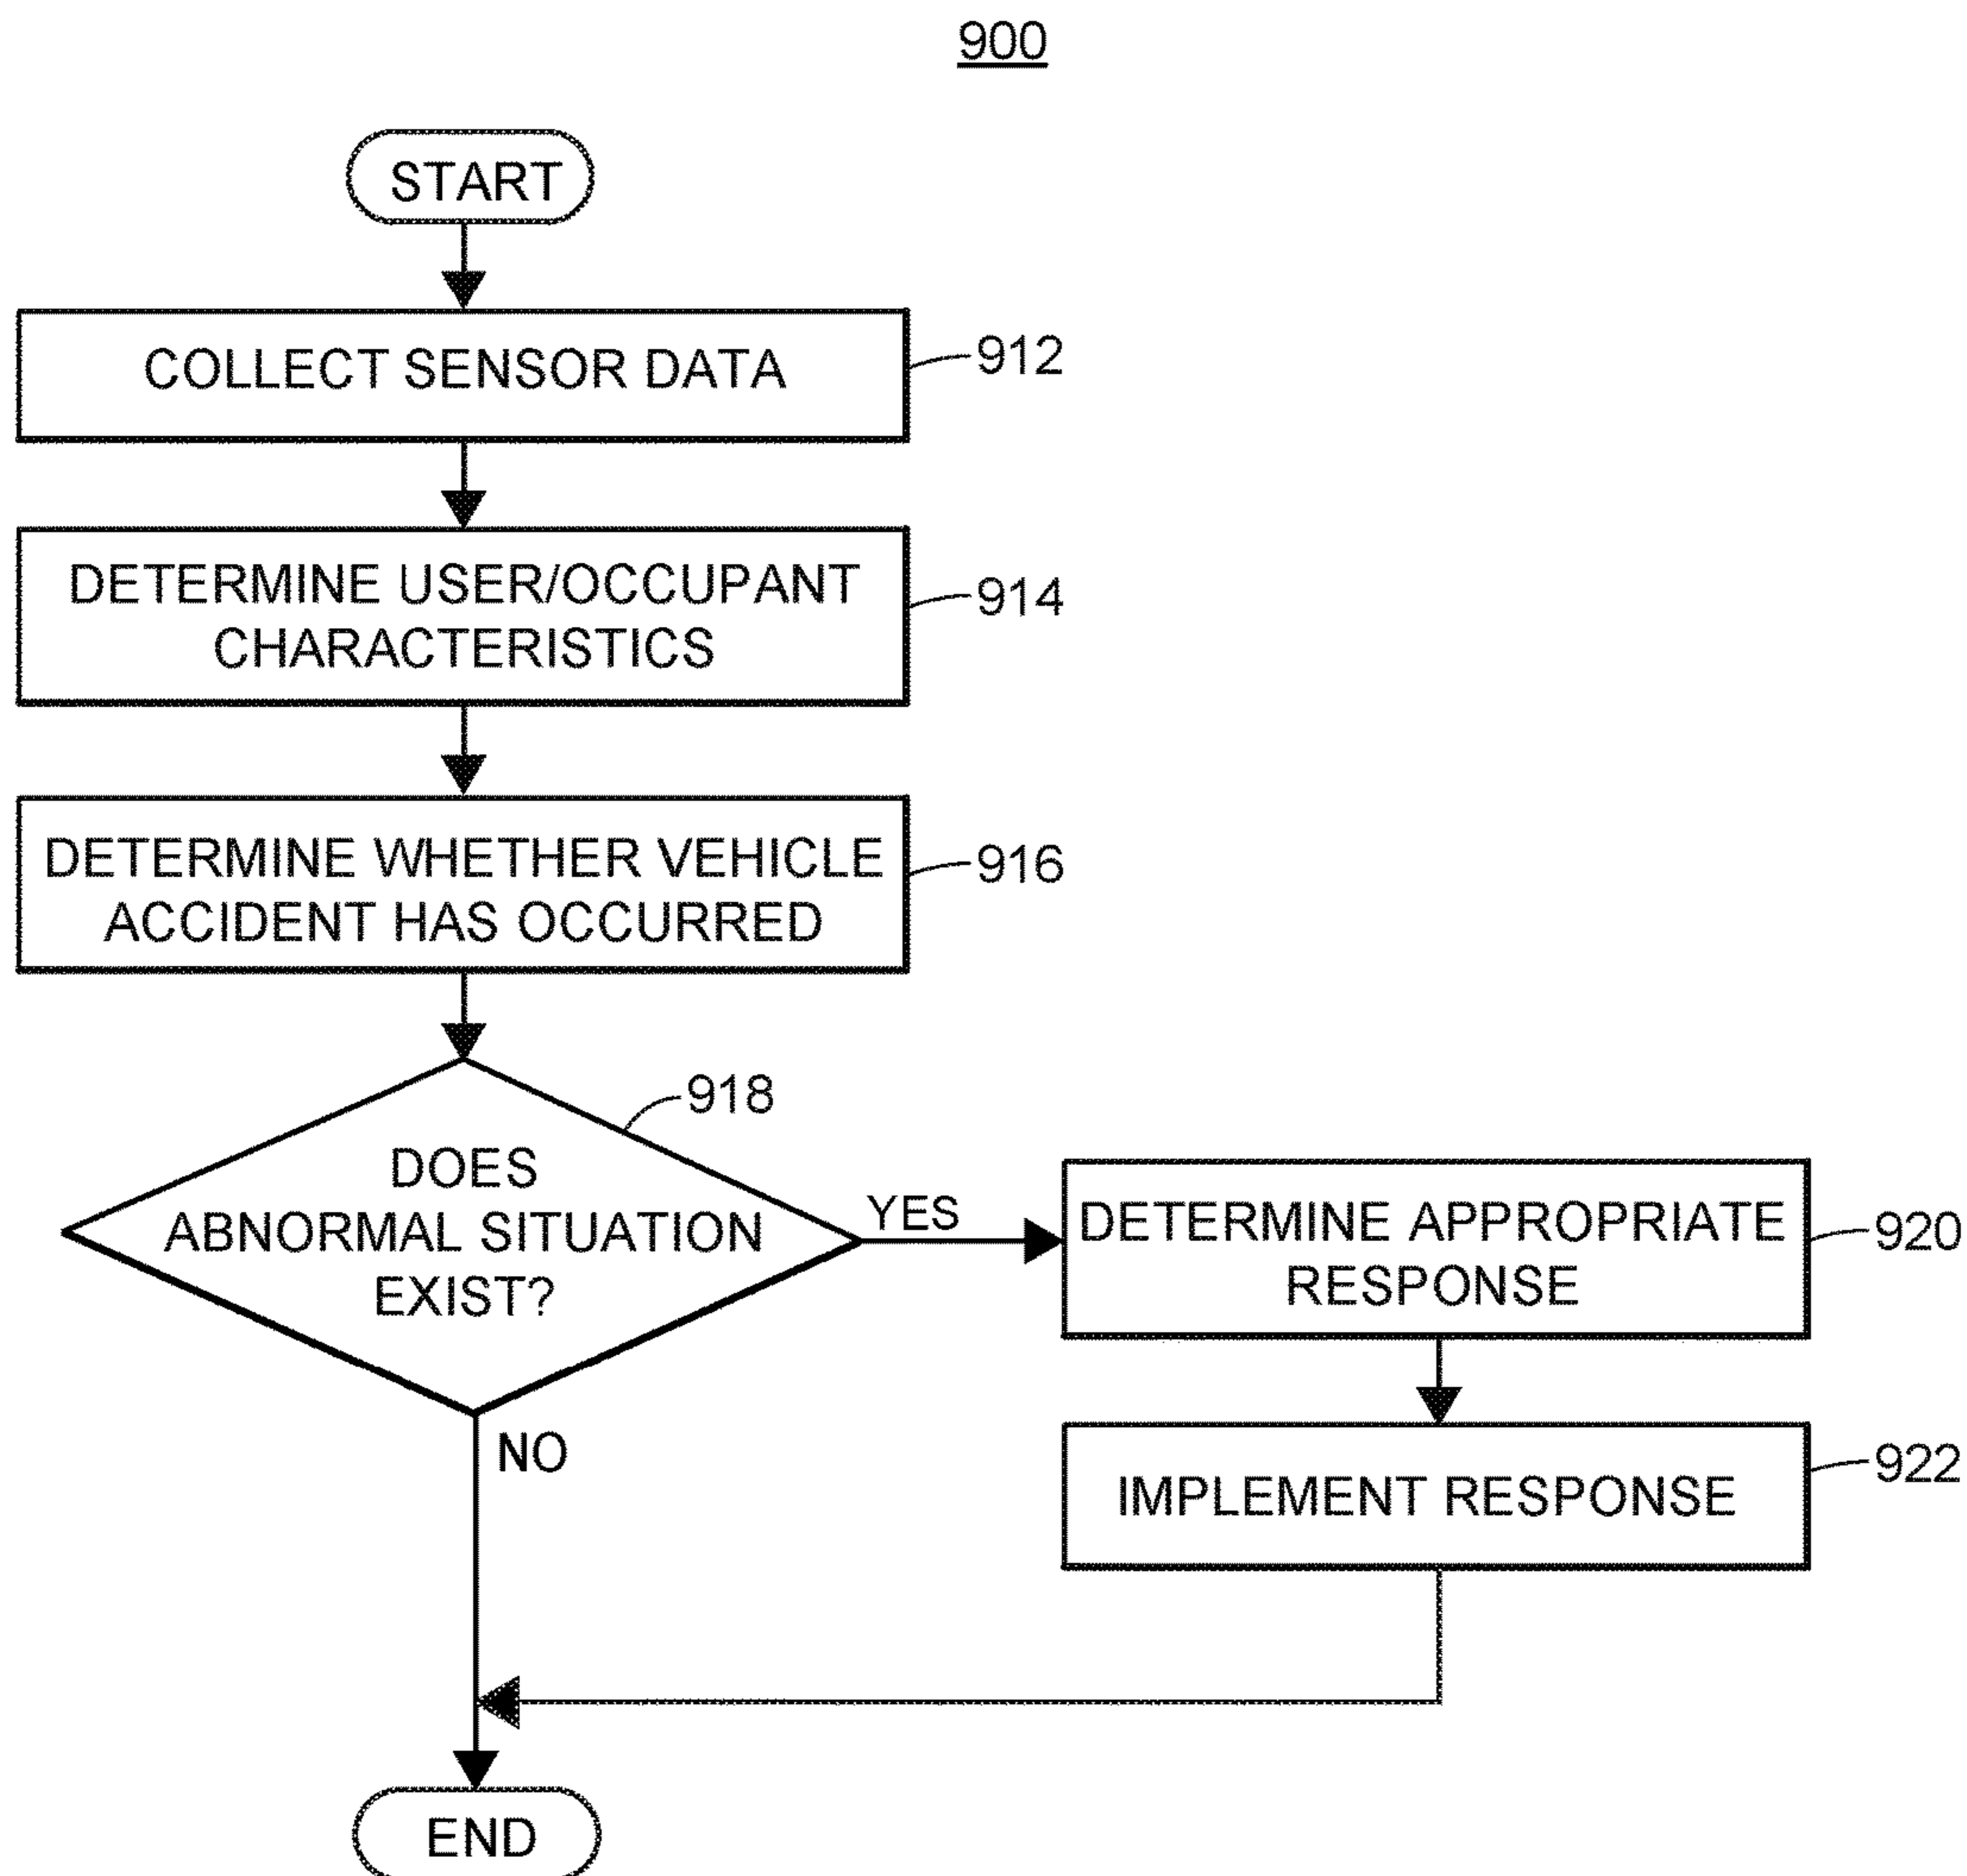 900
START
COLLECT SENSOR DATA
912
DETERMINE USER/OCCUPANT
CHARACTERISTICS
914
DETERMINE WHETHER VEHICLE
ACCIDENT HAS OCCURRED
916
918
DOES
ABNORMAL SITUATION
EXIST?
YES
DETERMINE APPROPRIATE
RESPONSE
920
NO
IMPLEMENT RESPONSE
922
END